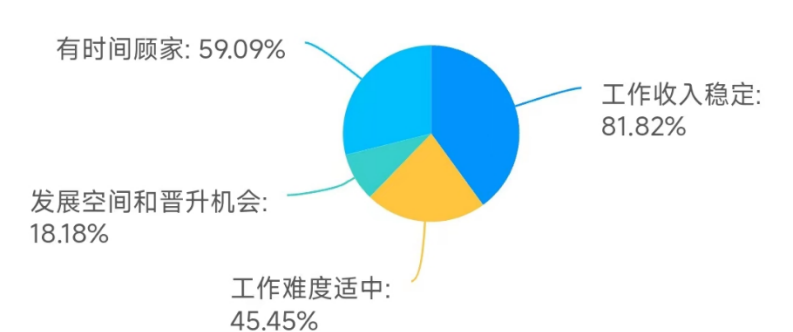 有时间顾家: 59.09%
工作收入稳定:
81.82%
发展空间和晋升机会:
18.18%
工作难度适中:
45.45%